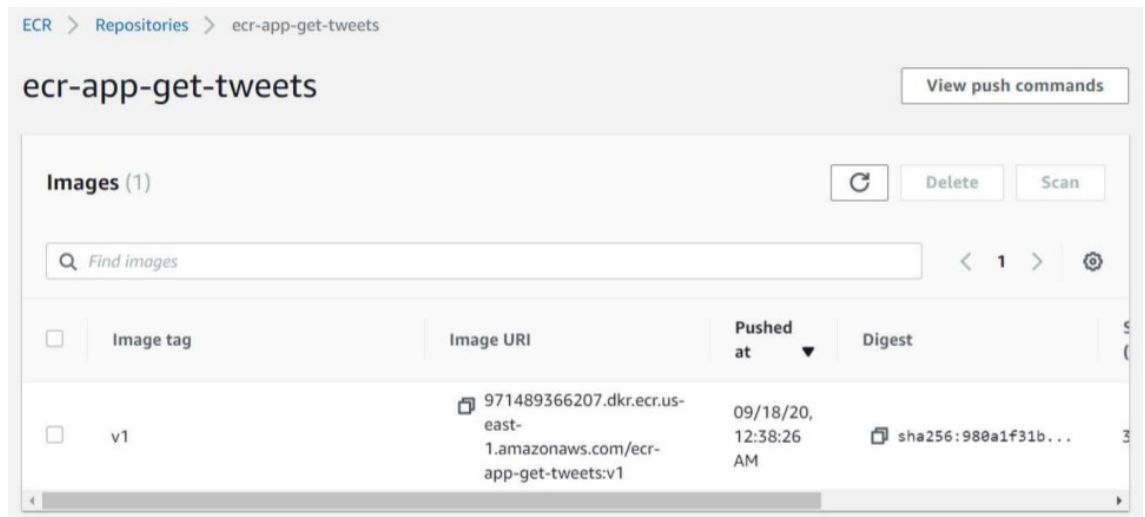 ECR > Repositories > ecr-app-get-tweets
ecr-app-get-tweets
View push commands
Images (1)
Delete
Scan
Find images
< 1 >
Image tag
Image URI
Pushed
at
Digest
v1
971489366207.dkr.ecr.us-
east-
1.amazonaws.com/ecr-
app-get-tweets:v1
09/18/20,
12:38:26
AM
sha256:980a1f31b...